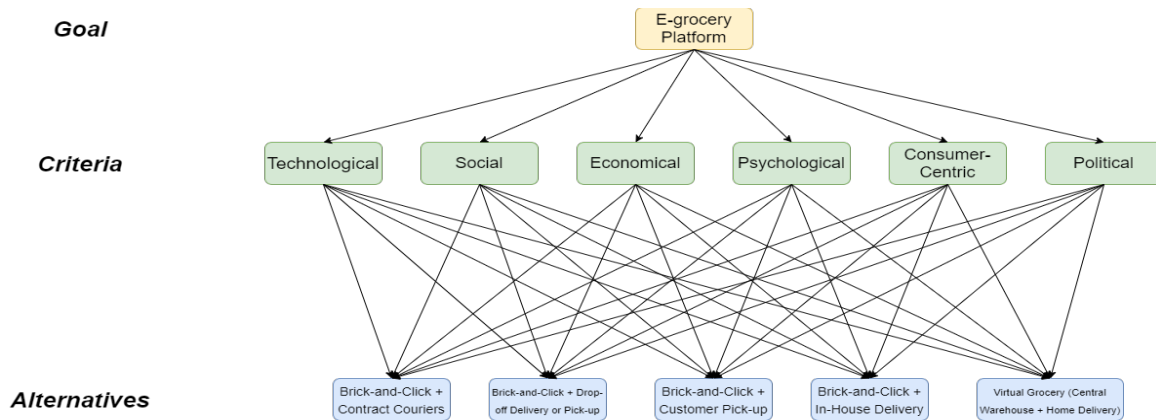 Goal
E-grocery
Platform
Criteria
Technological
Social
Economical
Psychological
Consumer-
Centric
Political
Alternatives
Brick-and-Click +
Contract Couriers
Brick-and-Click + Drop-
off Delivery or Pick-up
Brick-and-Click +
Customer Pick-up
Brick-and-Click +
In-House Delivery
Virtual Grocery (Central
Warehouse + Home Delivery)